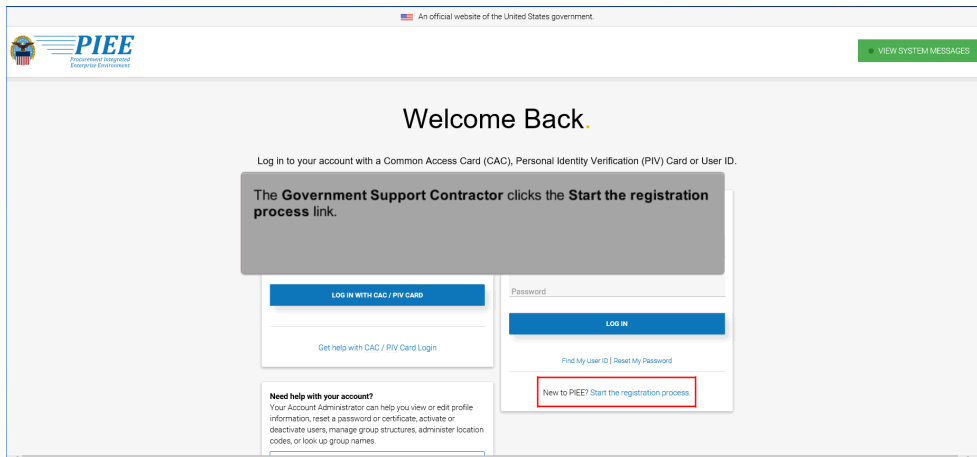 An official website of the United States government.
PIEE
Procurement Integrated
Enterprise Environment
VIEW SYSTEM MESSAGES
Welcome Back.
Log in to your account with a Common Access Card (CAC), Personal Identity Verification (PIV) Card or User ID.
The Government Support Contractor clicks the Start the registration
process link.
LOG IN WITH CAC / PIV CARD
Get help with CAC / PIV Card Login
Password
LOG IN
Find My User ID | Reset My Password
New to PIEE? Start the registration process.
Need help with your account?
Your Account Administrator can help you view or edit profile
information, reset a password or certificate, activate or
deactivate users, manage group structures, administer location
codes, or look up group names.